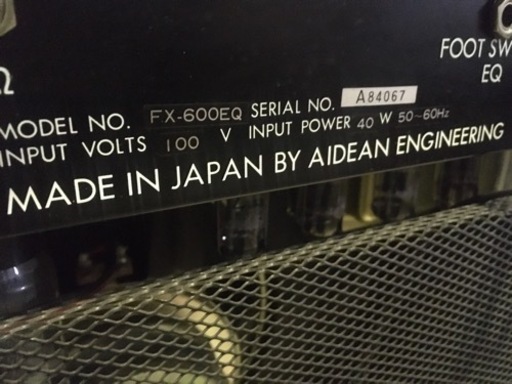 Ω
FOOT SW
EQ
MODEL NO. FX-600EQ SERIAL NO. A84067
INPUT VOLTS 100 V INPUT POWER 40 W 50~60Hz
MADE IN JAPAN BY AIDEAN ENGINEERING